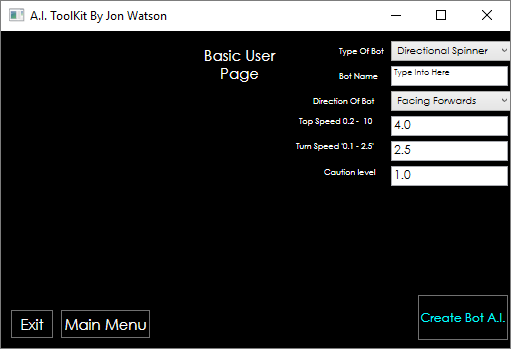 A.I. ToolKit By Jon Watson
Basic User
Page
Type Of Bot Directional Spinner
Bot Name Type Into Here
Direction Of Bot Facing Forwards
Top Speed 0.2 - 10 4.0
Turn Speed '0.1 - 2.5' 2.5
Caution level 1.0
Exit Main Menu Create Bot A.I.